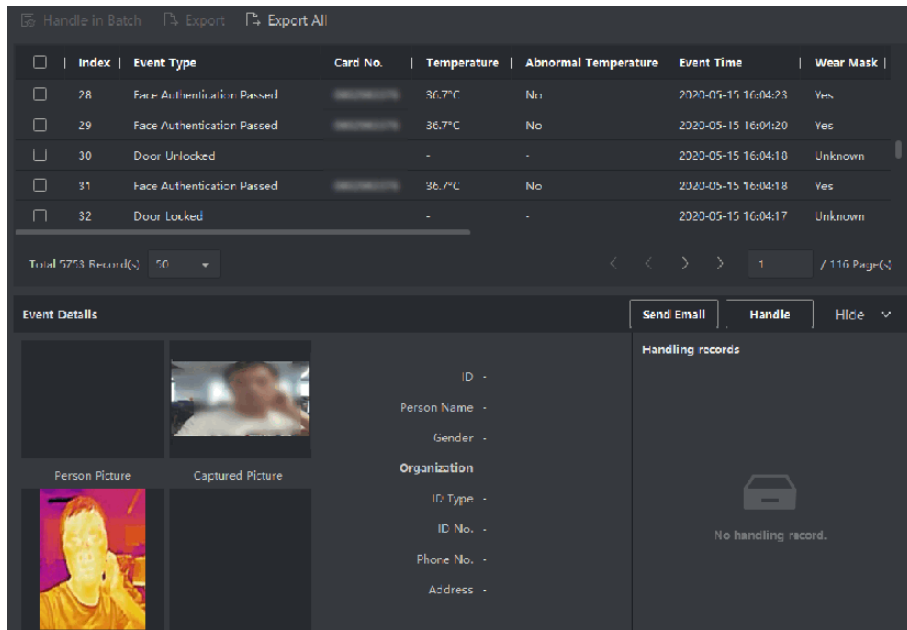 Handle in Batch Export Export All
Index Event Type Card No. Temperature Abnormal Temperature Event Time Wear Mask
28 Face Authentication Passed 36.7°C No 2020-05-15 16:04:23 Yes
29 Face Authentication Passed 36.7°C No 2020-05-15 16:04:20 Yes
30 Door Unlocked - - 2020-05-15 16:04:18 Unknown
31 Face Authentication Passed 36.7°C No 2020-05-15 16:04:18 Yes
32 Door Locked - - 2020-05-15 16:04:17 Unknown
Total 5753 Record(s) 50 1 / 116 Page(s)
Event Details Send Email Handle Hide
Handling records
ID -
Person Name -
Gender -
Person Picture Captured Picture Organization
ID Type -
ID No. -
No handling record.
Phone No. -
Address -